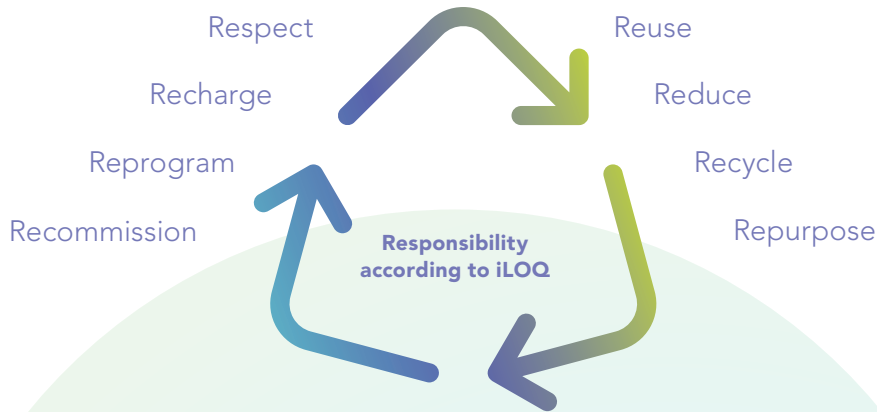 Respect
Reuse
Recharge
Reduce
Reprogram
Recycle
Recommission
Repurpose
Responsibility
according to iLOQ